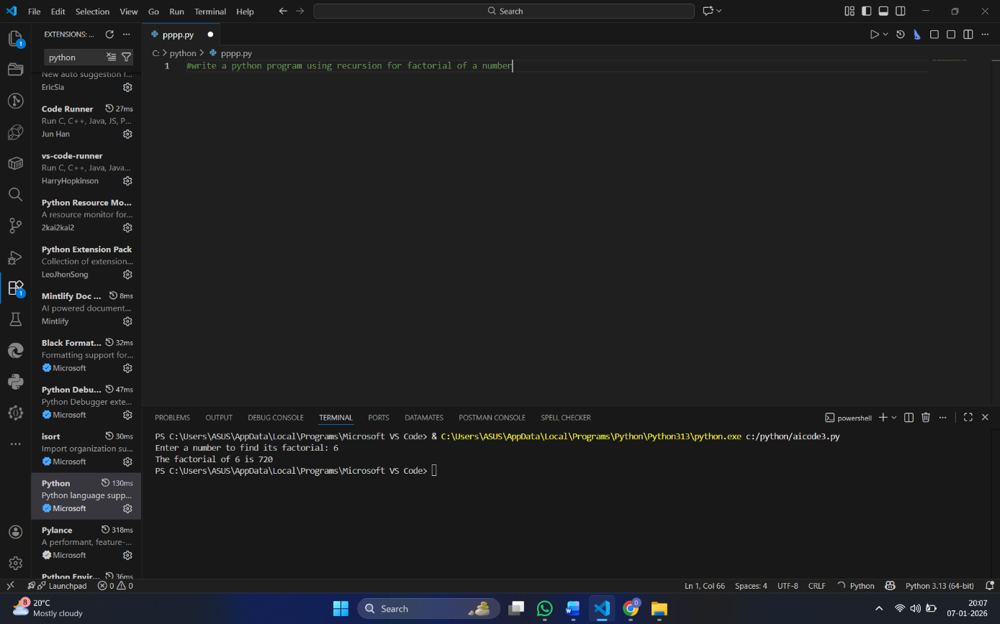 File Edit Selection View Go Run Terminal Help
Search
EXTENSIONS: ...
pppp.py
python
C: > python > pppp.py
1 #write a python program using recursion for factorial of a number
New auto suggestion f...
EricSia
Code Runner 27ms
Run C, C++, Java, JS, P...
Jun Han
vs-code-runner
Run C, C++, Java, Java...
HarryHopkinson
Python Resource Mo...
A resource monitor for...
2kai2kai2
Python Extension Pack
Collection of extension...
LeoJhonSong
Mintlify Doc ... 8ms
AI powered document...
Mintlify
Black Format... 32ms
Formatting support for...
Microsoft
Python Debu... 47ms
Python Debugger exte...
Microsoft
isort 30ms
Import organization su...
Microsoft
Python 130ms
Python language supp...
Microsoft
Pylance 318ms
A performant, feature-...
Microsoft
Python Envir... 36ms
PROBLEMS OUTPUT DEBUG CONSOLE TERMINAL PORTS DATAMATES POSTMAN CONSOLE SPELL CHECKER
powershell
PS C:\Users\ASUS\AppData\Local\Programs\Microsoft VS Code> & C:\Users\ASUS\AppData\Local\Programs\Python\Python313\python.exe c:/python/aicode3.py
Enter a number to find its factorial: 6
The factorial of 6 is 720
PS C:\Users\ASUS\AppData\Local\Programs\Microsoft VS Code>
1
1
Launchpad 0 0
Ln 1, Col 66 Spaces: 4 UTF-8 CRLF Python Python 3.13 (64-bit)
8
20°C
Mostly cloudy
Search
D
20:07
07-01-2026